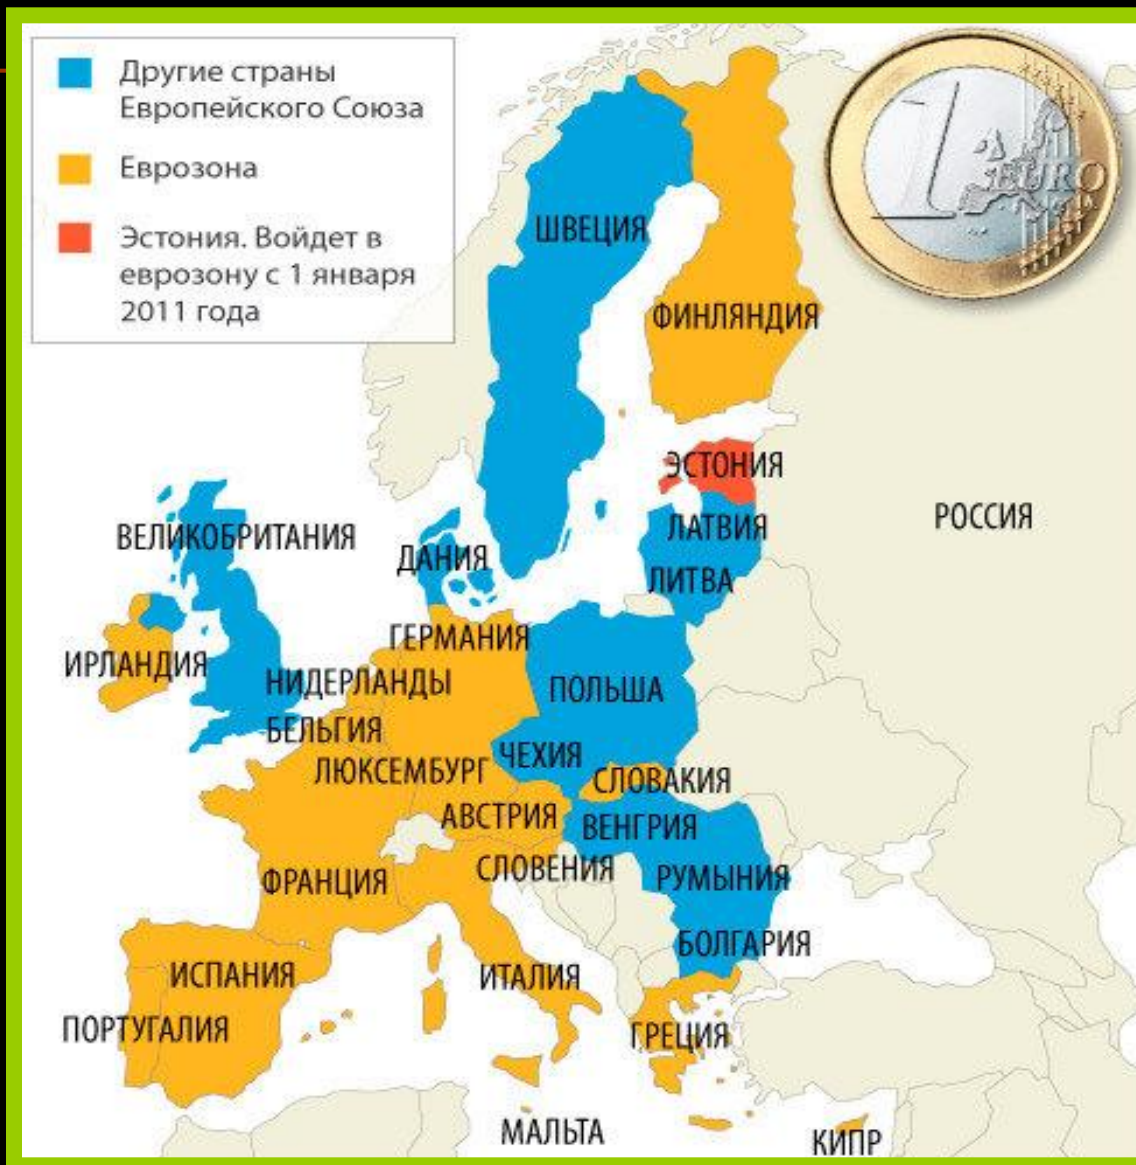 Другие страны
Европейского Союза
Еврозона
Эстония. Войдет в
еврозону с 1 января
2011 года
1
EURO
ШВЕЦИЯ
ФИНЛЯНДИЯ
ЭСТОНИЯ
РОССИЯ
ВЕЛИКОБРИТАНИЯ
ЛАТВИЯ
ДАНИЯ
ЛИТВА
ГЕРМАНИЯ
ИРЛАНДИЯ
НИДЕРЛАНДЫ
ПОЛЬША
БЕЛЬГИЯ
ЧЕХИЯ
ЛЮКСЕМБУРГ
СЛОВАКИЯ
АВСТРИЯ
ВЕНГРИЯ
СЛОВЕНИЯ
ФРАНЦИЯ
РУМЫНИЯ
БОЛГАРИЯ
ИСПАНИЯ
ИТАЛИЯ
ПОРТУГАЛИЯ
ГРЕЦИЯ
МАЛЬТА
КИПР